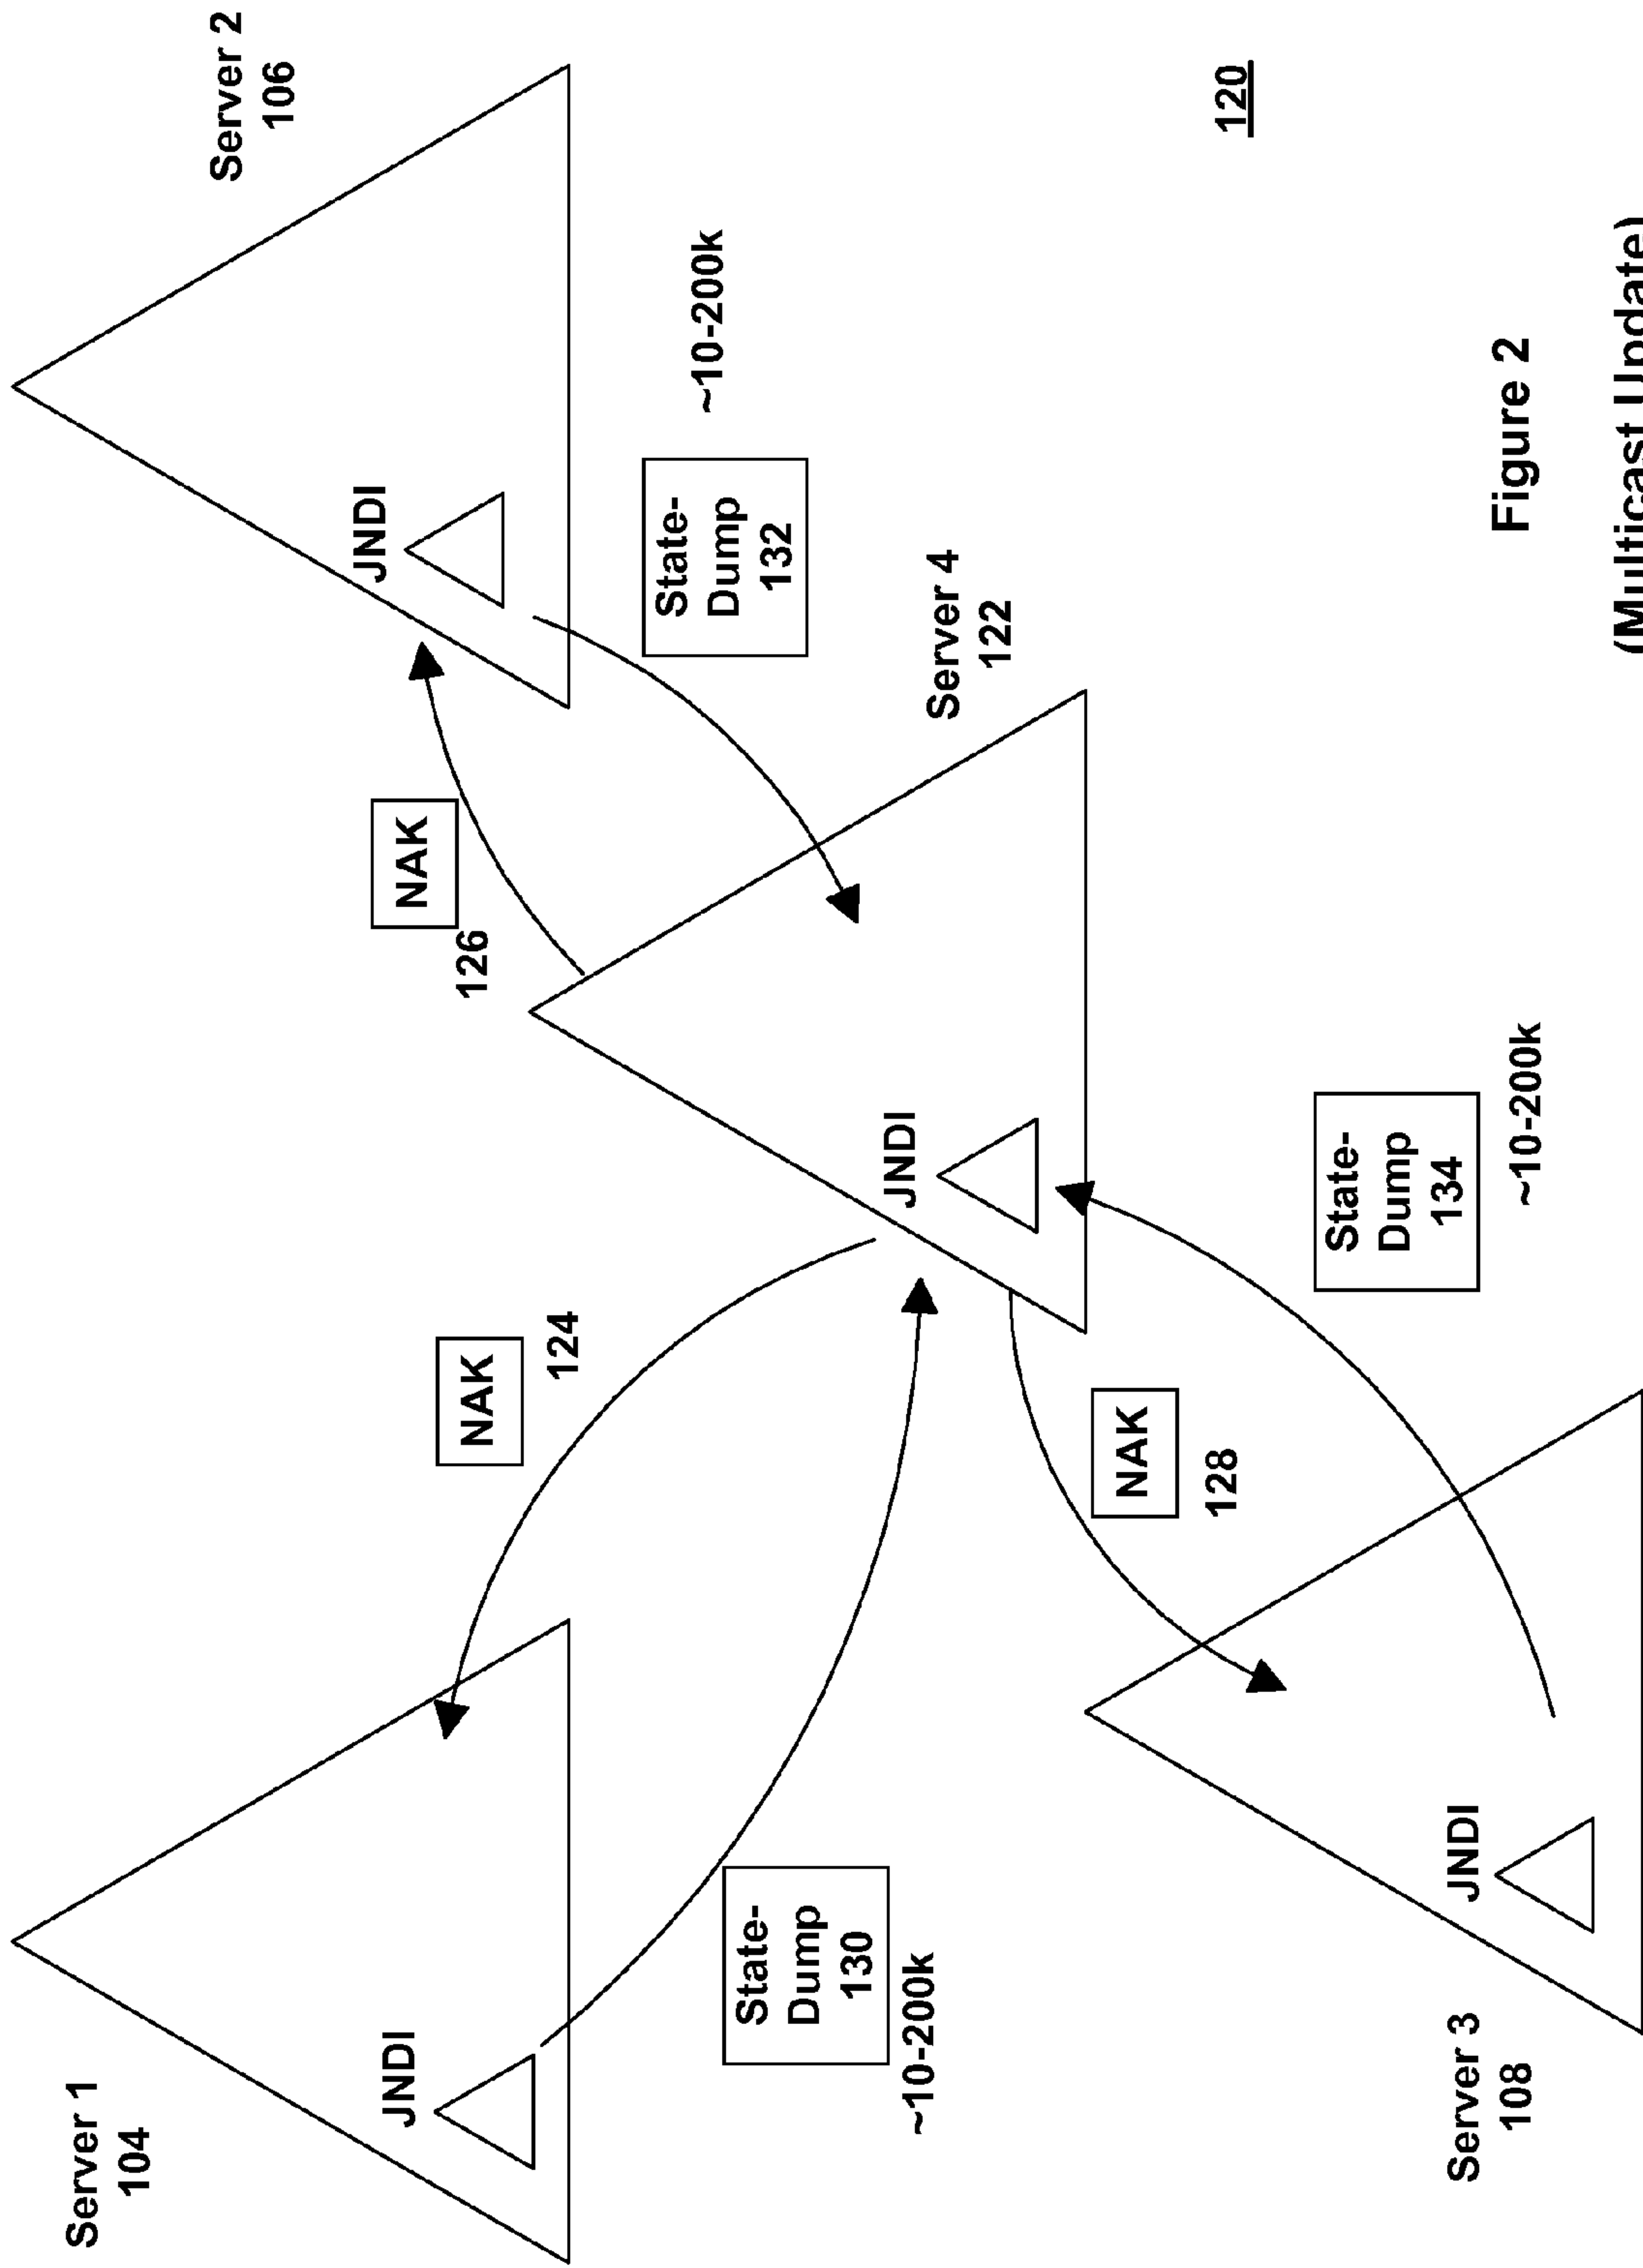 Server 1
104
JNDI
Server 2
106
JNDI
NAK
124
NAK
126
State-
Dump
130
~10-200k
State-
Dump
132
~10-200k
Server 4
122
JNDI
NAK
128
State-
Dump
134
~10-200k
Server 3
108
JNDI
120
Figure 2
(Multicast Update)